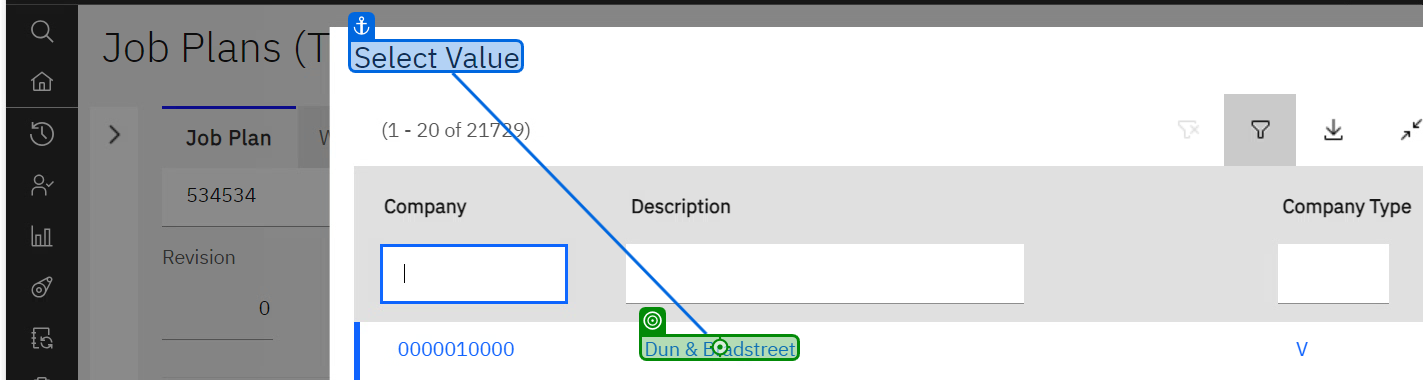 Job Plans (T
Select Value
(1 - 20 of 21729)
Job Plan
W
534534
Company
Description
Company Type
Revision
0
0000010000
Dun & Bradstreet
V